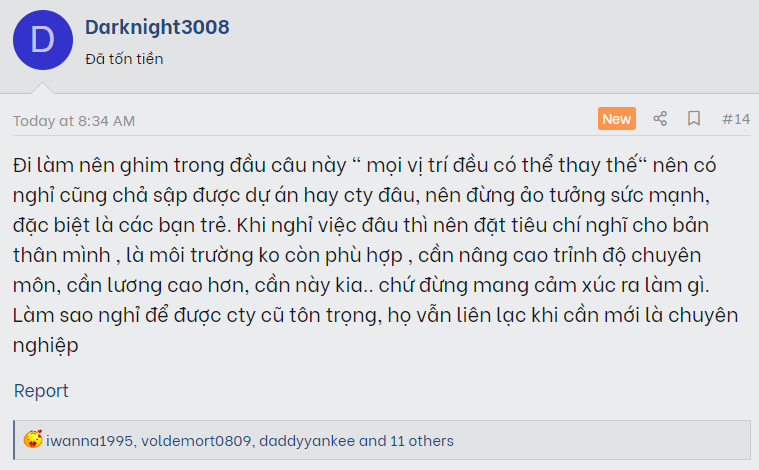 D
Darknight3008
Đã tốn tiền
Today at 8:34 AM
New
#14
Đi làm nên ghim trong đầu câu này “ mọi vị trí đều có thể thay thế“ nên có
nghỉ cũng chả sập được dự án hay cty đâu, nên đừng ảo tưởng sức mạnh,
đặc biệt là các bạn trẻ. Khi nghỉ việc đâu thì nên đặt tiêu chí nghĩ cho bản
thân mình , là môi trường ko còn phù hợp , cần nâng cao trỉnh độ chuyên
môn, cần lương cao hơn, cần này kia.. chứ đừng mang cảm xúc ra làm gì.
Làm sao nghỉ để được cty cũ tôn trọng, họ vẫn liên lạc khi cần mới là chuyên
nghiệp
Report
iwanna1995, voldemort0809, daddyyankee and 11 others